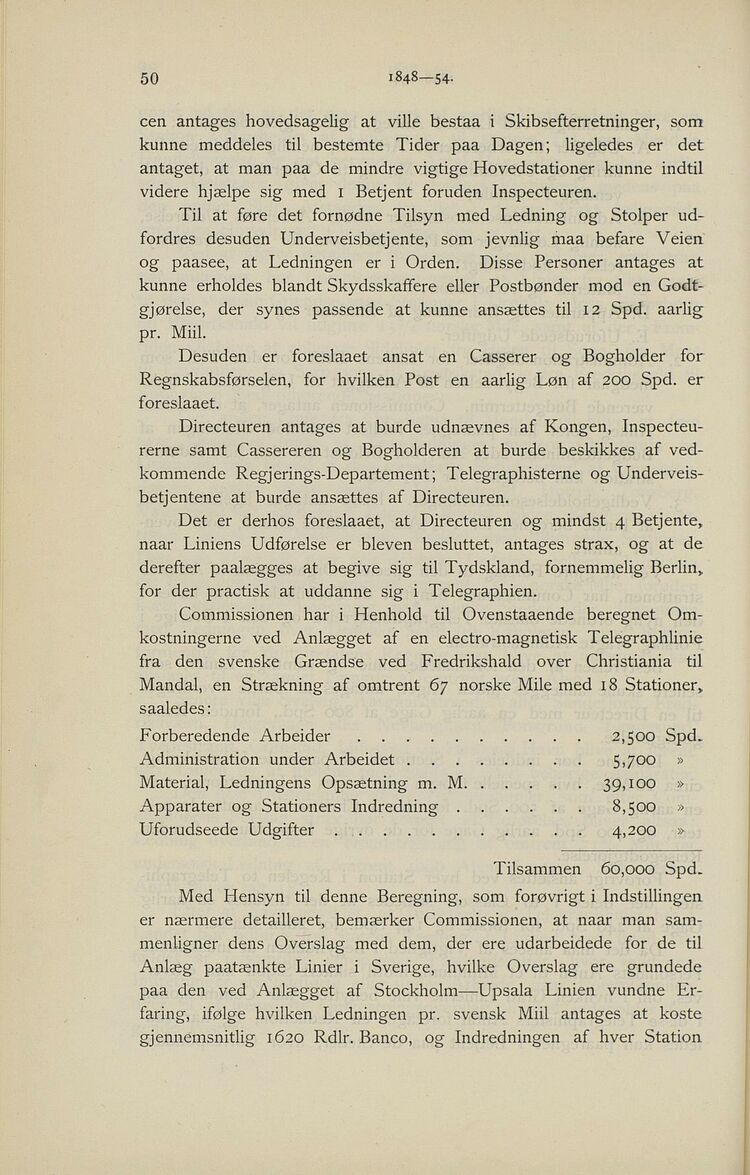 50 1848—54.
cen antages hovedsagelig at ville bestaa i Skibsefterretninger, som
kunne meddeles til bestemte Tider paa Dagen; ligeledes er det
antaget, at man paa de mindre vigtige Hovedstationer kunne indtil
videre hjælpe sig med 1 Betjent foruden Inspecteuren.
Til at føre det fornødne Tilsyn med Ledning og Stolper ud-
fordres desuden Underveisbetjente, som jevnlig maa befare Veien
og paasee, at Ledningen er i Orden. Disse Personer antages at
kunne erholdes blandt Skydsskaffere eller Postbønder mod en Godt-
gjørelse, der synes passende at kunne ansættes til 12 Spd. aarlig
pr. Miil.
Desuden er foreslaaet ansat en Casserer og Bogholder for
Regnskabsførselen, for hvilken Post en aarlig Løn af 200 Spd. er
foreslaaet.
Directeuren antages at burde udnævnes af Kongen, Inspecteu-
rerne samt Cassereren og Bogholderen at burde beskikkes af ved-
kommende Regjerings-Departement; Telegraphisterne og Underveis-
betjentene at burde ansættes af Directeuren.
Det er derhos foreslaaet, at Directeuren og mindst 4 Betjente,
naar Liniens Udførelse er bleven besluttet, antages strax, og at de
derefter paalægges at begive sig til Tydskland, fornemmelig Berlin,
for der practisk at uddanne sig i Telegraphien.
Commissionen har i Henhold til Ovenstaaende beregnet Om-
kostningerne ved Anlægget af en electro-magnetisk Telegraphlinie
fra den svenske Grændse ved Fredrikshald over Christiania til
Mandal, en Strækning af omtrent 67 norske Mile med 18 Stationer,
saaledes:
Forberedende Arbeider . . . . . . . . . . 2,500 Spd.
Administration under Arbeidet . . . . . . . . 5,700 »
Material, Ledningens Opsætning m. M. . . . . . 39,100 »
Apparater og Stationers Indredning . . . . . . 8,500 »
Uforudseede Udgifter . . . . . . . . . . . 4,200 »
Tilsammen 60,000 Spd.
Med Hensyn til denne Beregning, som forøvrigt i Indstillingen
er nærmere detailleret, bemærker Commissionen, at naar man sam-
menligner dens Overslag med dem, der ere udarbeidede for de til
Anlæg paatænkte Linier i Sverige, hvilke Overslag ere grundede
paa den ved Anlægget af Stockholm—Upsala Linien vundne Er-
faring, ifølge hvilken Ledningen pr. svensk Miil antages at koste
gjennemsnitlig 1620 Rdlr. Banco, og Indredningen af hver Station